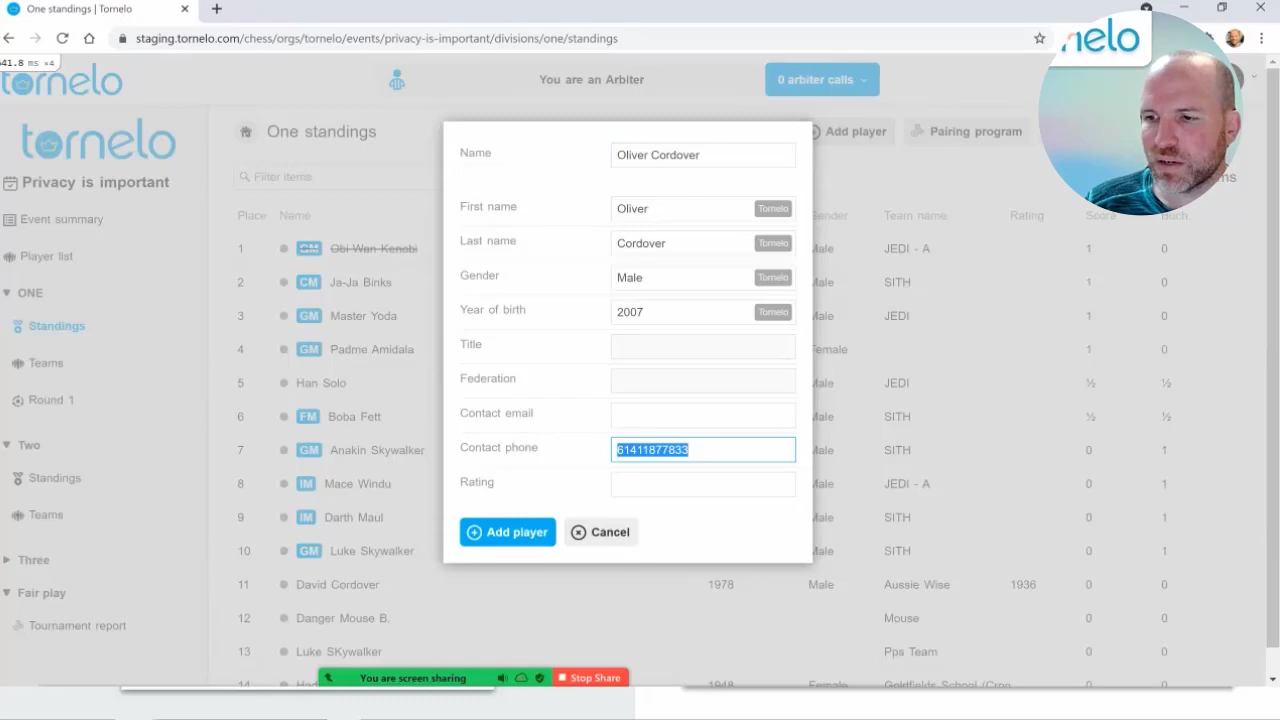 One standings | Tornelo
staging.tornelo.com/chess/orgs/tornelo/events/privacy-is-important/divisions/one/standings
641.8 ms ×4
tornelo
You are an Arbiter
0 arbiter calls
nelo
tornelo
Privacy is important
Event summary
Player list
ONE
Standings
Teams
Round 1
Two
Standings
Teams
Three
Fair play
Tournament report
One standings
Add player
Pairing program
Filter items
Place Name Gender Team name Rating Score Buch.
1 GM Obi-Wan Kenobi Male JEDI - A 1 0
2 CM Ja-Ja Binks Male SITH 1 0
3 GM Master Yoda Male JEDI 1 0
4 GM Padme Amidala Female 1 0
5 Han Solo Male JEDI ½ ½
6 FM Boba Fett Male SITH ½ ½
7 GM Anakin Skywalker Male SITH 0 1
8 IM Mace Windu Male JEDI - A 0 1
9 IM Darth Maul Male SITH 0 1
10 GM Luke Skywalker Male SITH 0 1
11 David Cordover 1978 Male Aussie Wise 1936 0 0
12 Danger Mouse B. Mouse 0 0
13 Luke SKywalker Pps Team 0 0
14 1948 Female Goldfields School 0 0
Name Oliver Cordover
First name Oliver Tornelo
Last name Cordover Tornelo
Gender Male Tornelo
Year of birth 2007 Tornelo
Title
Federation
Contact email
Contact phone 61411877833
Rating
Add player Cancel
You are screen sharing Stop Share